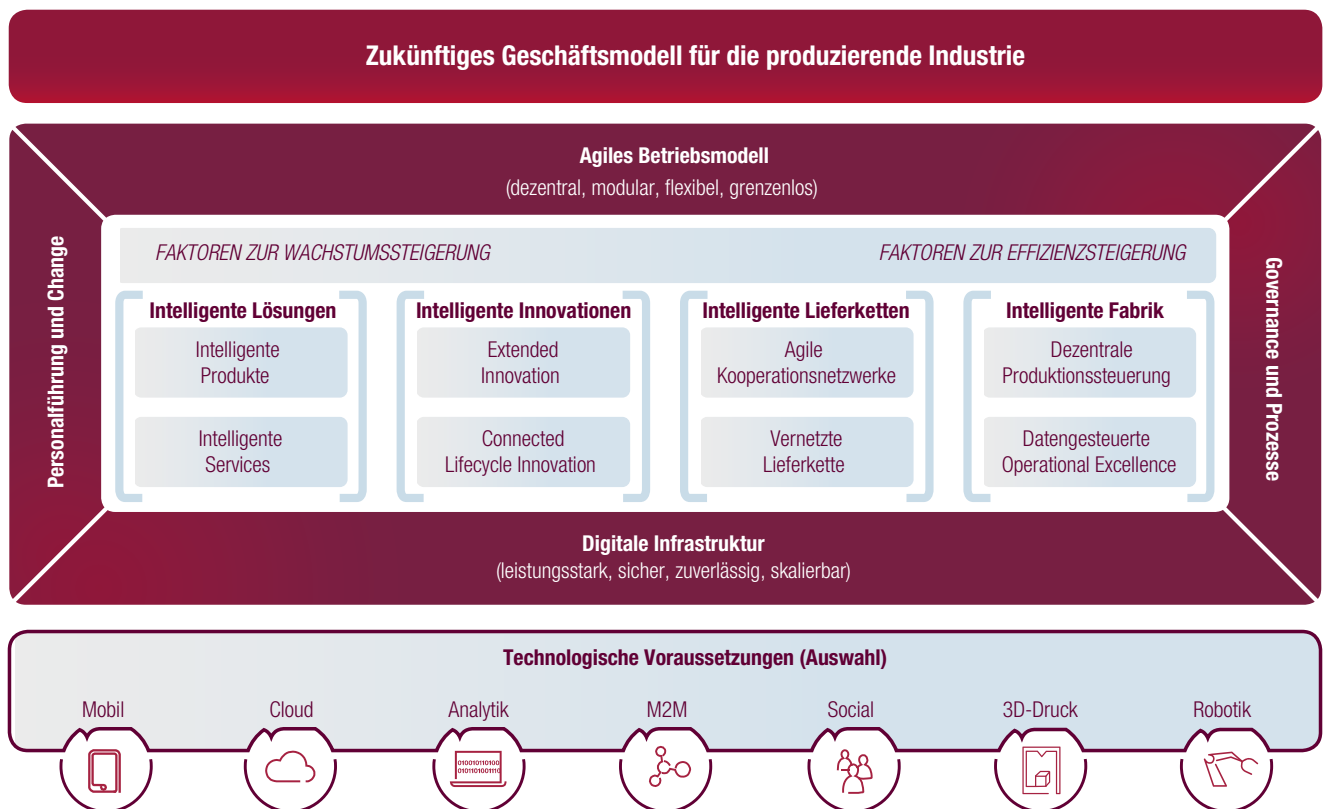 Zukünftiges Geschäftsmodell für die produzierende Industrie
Agiles Betriebsmodell
(dezentral, modular, flexibel, grenzenlos)
Personalführung und Change
FAKTOREN ZUR WACHSTUMSSTEIGERUNG
FAKTOREN ZUR EFFIZIENZSTEIGERUNG
Intelligente Lösungen
Intelligente
Produkte
Intelligente
Services
Intelligente Innovationen
Extended
Innovation
Connected
Lifecycle Innovation
Intelligente Lieferketten
Agile
Kooperationsnetzwerke
Vernetzte
Lieferkette
Intelligente Fabrik
Dezentrale
Produktionssteuerung
Datengesteuerte
Operational Excellence
Governance und Prozesse
Digitale Infrastruktur
(leistungsstark, sicher, zuverlässig, skalierbar)
Technologische Voraussetzungen (Auswahl)
Mobil
Cloud
Analytik
M2M
Social
3D-Druck
Robotik
010010110100
0101101001110